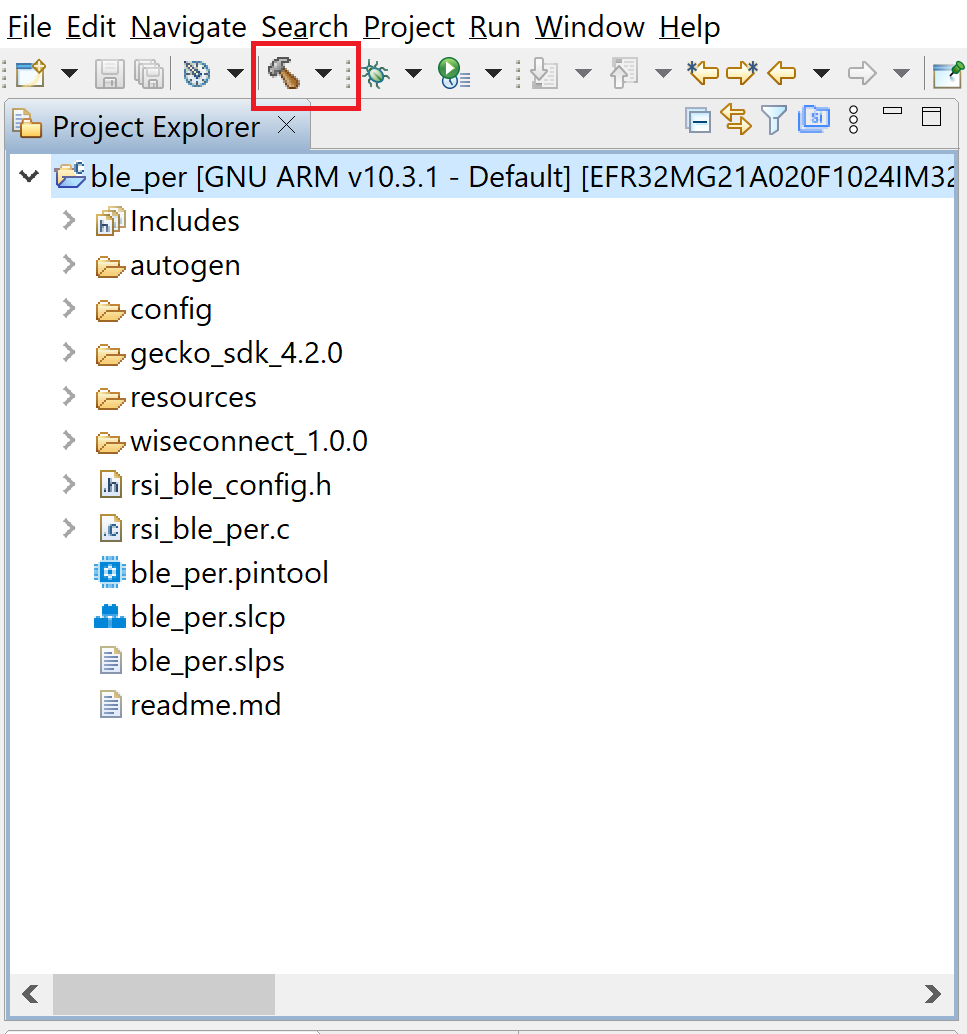 File Edit Navigate Search Project Run Window Help
Project Explorer
ble_per [GNU ARM v10.3.1 - Default] [EFR32MG21A020F1024IM32
Includes
autogen
config
gecko_sdk_4.2.0
resources
wiseconnect_1.0.0
rsi_ble_config.h
rsi_ble_per.c
ble_per.pintool
ble_per.slcp
ble_per.slps
readme.md